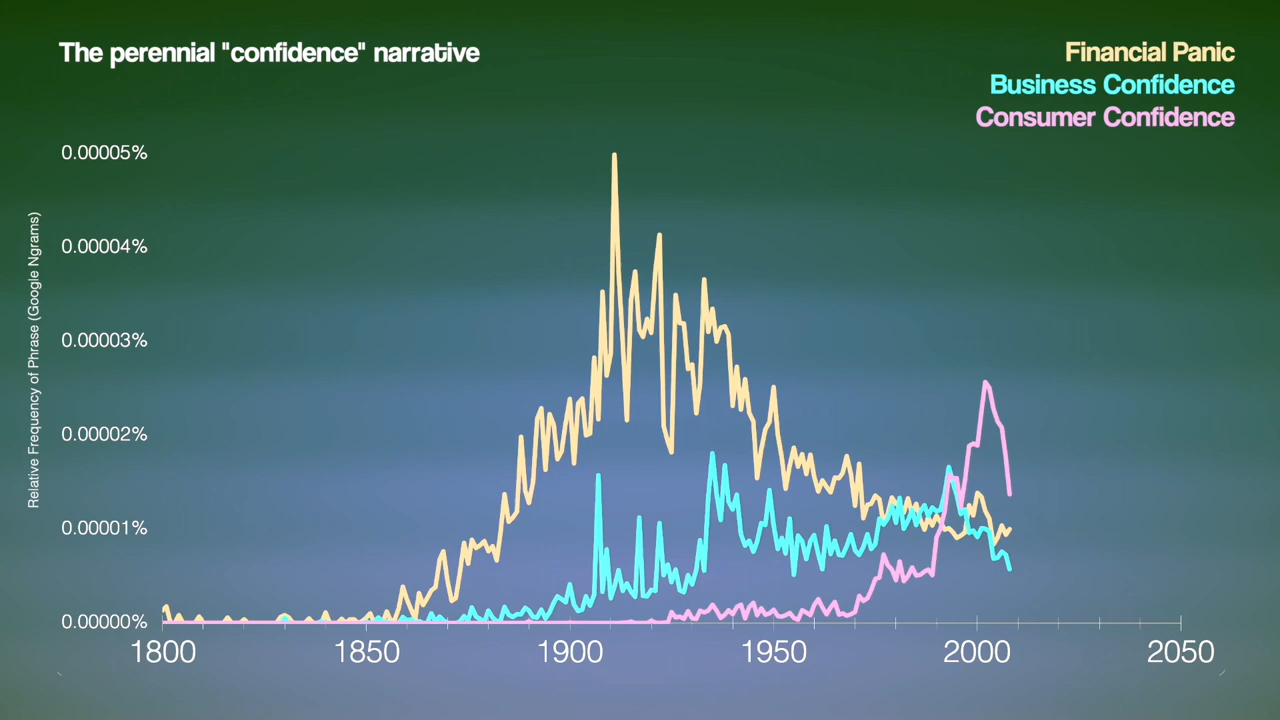 The perennial "confidence" narrative
Financial Panic
Business Confidence
Consumer Confidence
Relative Frequency of Phrase (Google Ngrams)
0.00005%
0.00004%
0.00003%
0.00002%
0.00001%
0.00000%
1800 1850 1900 1950 2000 2050